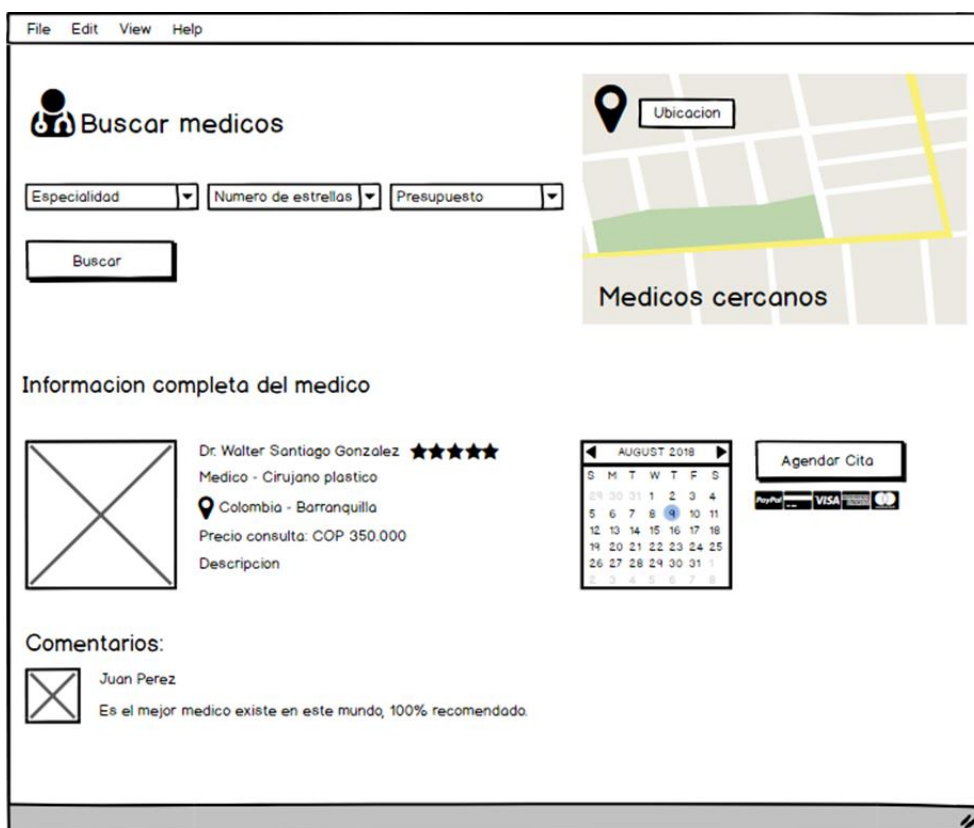 File Edit View Help
Buscar medicos
Ubicacion
Especialidad Numero de estrellas Presupuesto
Buscar
Medicos cercanos
Informacion completa del medico
Dr. Walter Santiago Gonzalez
Medico - Cirujano plastico
Colombia - Barranquilla
Precio consulta: COP 350.000
Descripcion
AUGUST 2018
S M T W T F S
29 30 31 1 2 3 4
5 6 7 8 9 10 11
12 13 14 15 16 17 18
19 20 21 22 23 24 25
26 27 28 29 30 31 1
2 3 4 5 6 7 8
Agendar Cita
PayPal VISA
Comentarios:
Juan Perez
Es el mejor medico existe en este mundo, 100% recomendado.